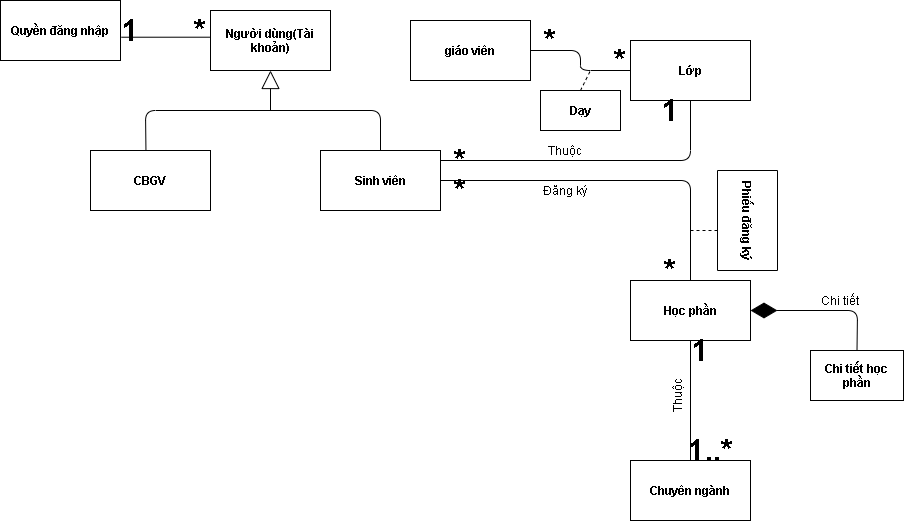 Quyền đăng nhập
1
*
Người dùng(Tài
khoản)
giáo viên
*
*
Lớp
1
Dạy
CBGV
Sinh viên
*
Thuộc
*
Đăng ký
Phiếu đăng ký
*
Học phần
1
Chi tiết
Chi tiết học
phần
Thuộc
1..*
Chuyên ngành